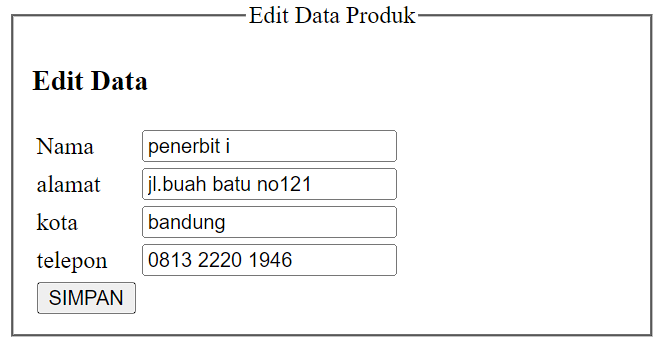 Edit Data Produk
Edit Data
Nama penerbit i
alamat jl.buah batu no121
kota bandung
telepon 0813 2220 1946
SIMPAN